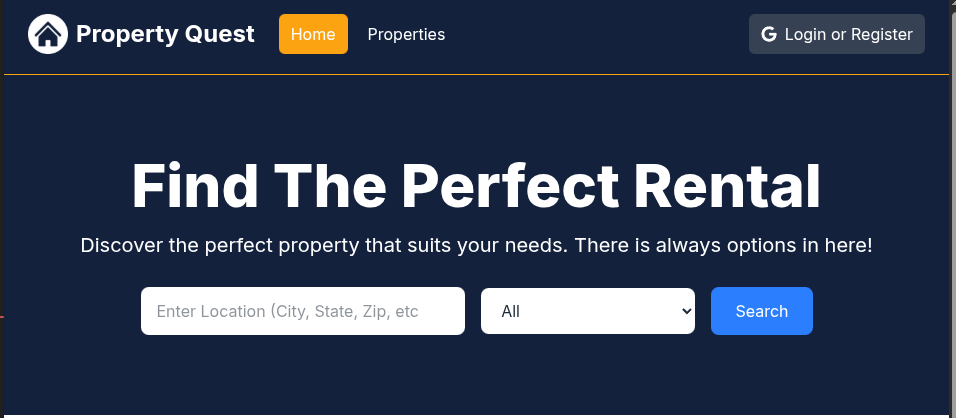 Property Quest Home Properties Login or Register
Find The Perfect Rental
Discover the perfect property that suits your needs. There is always options in here!
Enter Location (City, State, Zip, etc All Search